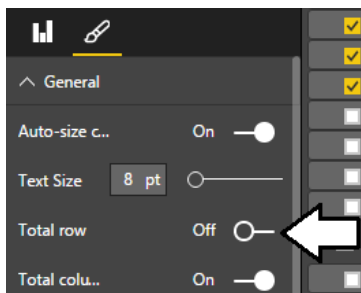 General
Auto-size c... On
Text Size 8 pt
Total row Off
Total colu... On